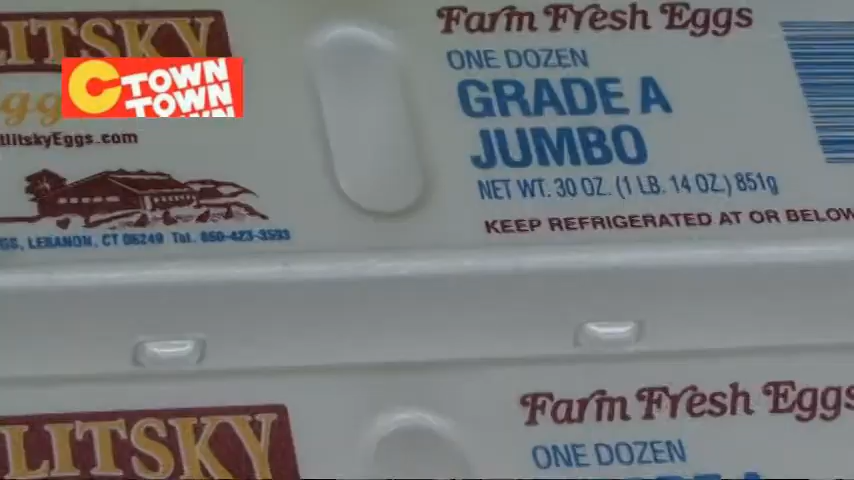 LITSKY
C TOWN
TOWN
TOWN
Farm Fresh Eggs
ONE DOZEN
GRADE A
JUMBO
NET WT. 30 OZ. (1 LB. 14 OZ.) 851g
KEEP REFRIGERATED AT OR BELOW
tlitskyEggs.com
GS, LEBANON, CT 06249 TEL. 860-423-3593
LITSKY
Farm Fresh Eggs
ONE DOZEN